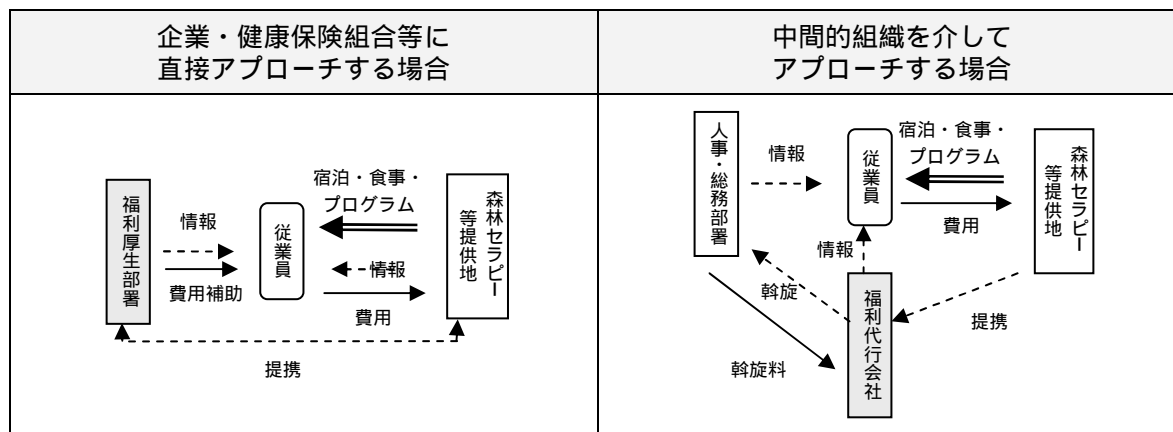 企業・健康保険組合等に
直接アプローチする場合
中間的組織を介して
アプローチする場合
福利厚生部署
情報
費用補助
従業員
宿泊・食事・
プログラム
情報
費用
森林セラピー
等提供地
提携
人事・総務部署
情報
従業員
宿泊・食事・
プログラム
費用
森林セラピー
等提供地
情報
斡旋
斡旋料
福利代行会社
提携